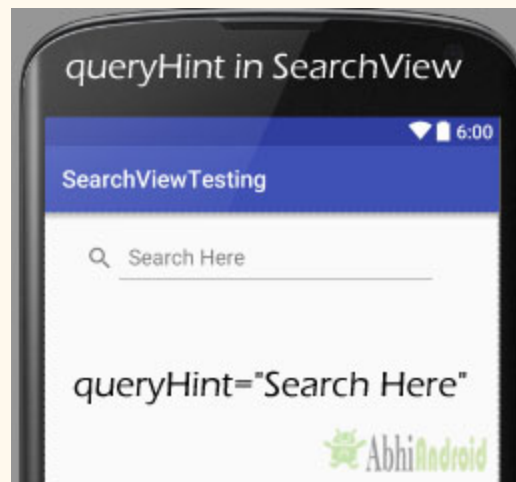 queryHint in SearchView
6:00
SearchViewTesting
Search Here
queryHint="Search Here"
AbhiAndroid